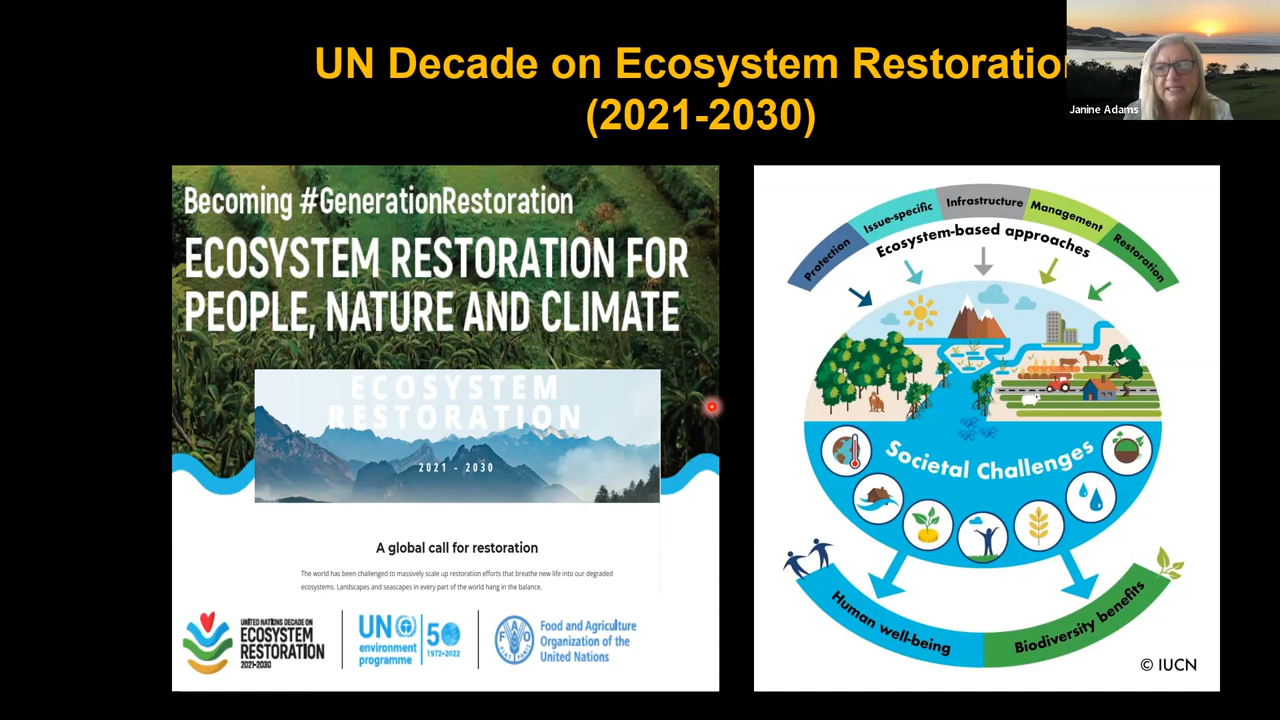 UN Decade on Ecosystem Restoration
(2021-2030)
Janine Adams
Becoming #GenerationRestoration
ECOSYSTEM RESTORATION FOR
PEOPLE, NATURE AND CLIMATE
ECOSYSTEM
RESTORATION
2021 - 2030
A global call for restoration
The world has been challenged to massively scale up restoration efforts that breathe new life into our degraded
ecosystems. Landscapes and seascapes in every part of the world hang in the balance.
UNITED NATIONS DECADE ON
ECOSYSTEM
RESTORATION
2021-2030
UN
environment
programme
50
1972-2022
FAO
FIAT PANIS
Food and Agriculture
Organization of the
United Nations
Protection
Issue-specific
Infrastructure
Management
Restoration
Ecosystem-based approaches
Societal Challenges
Human well-being
Biodiversity benefits
© IUCN